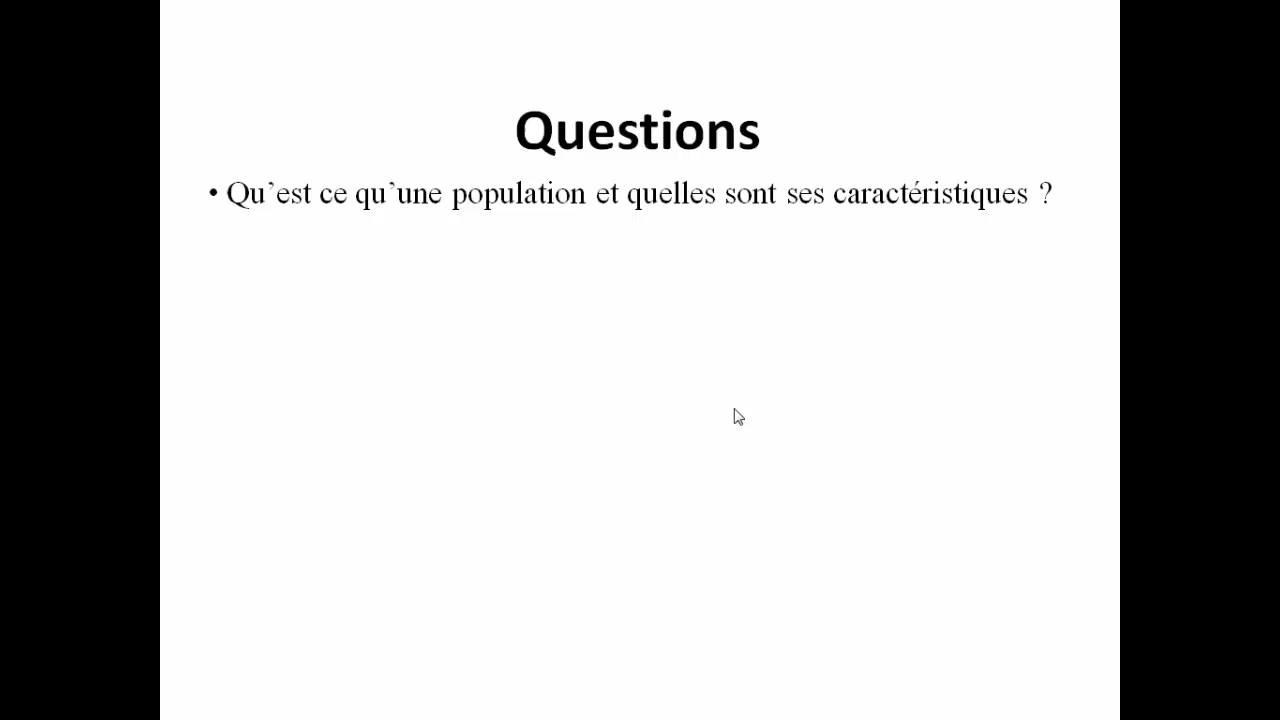 Questions
• Qu’est ce qu’une population et quelles sont ses caractéristiques ?